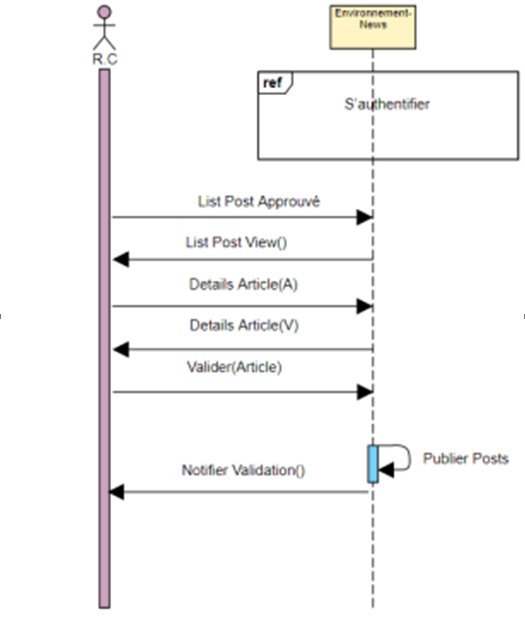 Environnement-
News
R.C
ref
S'authentifier
List Post Approuvé
List Post View()
Details Article(A)
Details Article(V)
Valider(Article)
Publier Posts
Notifier Validation()